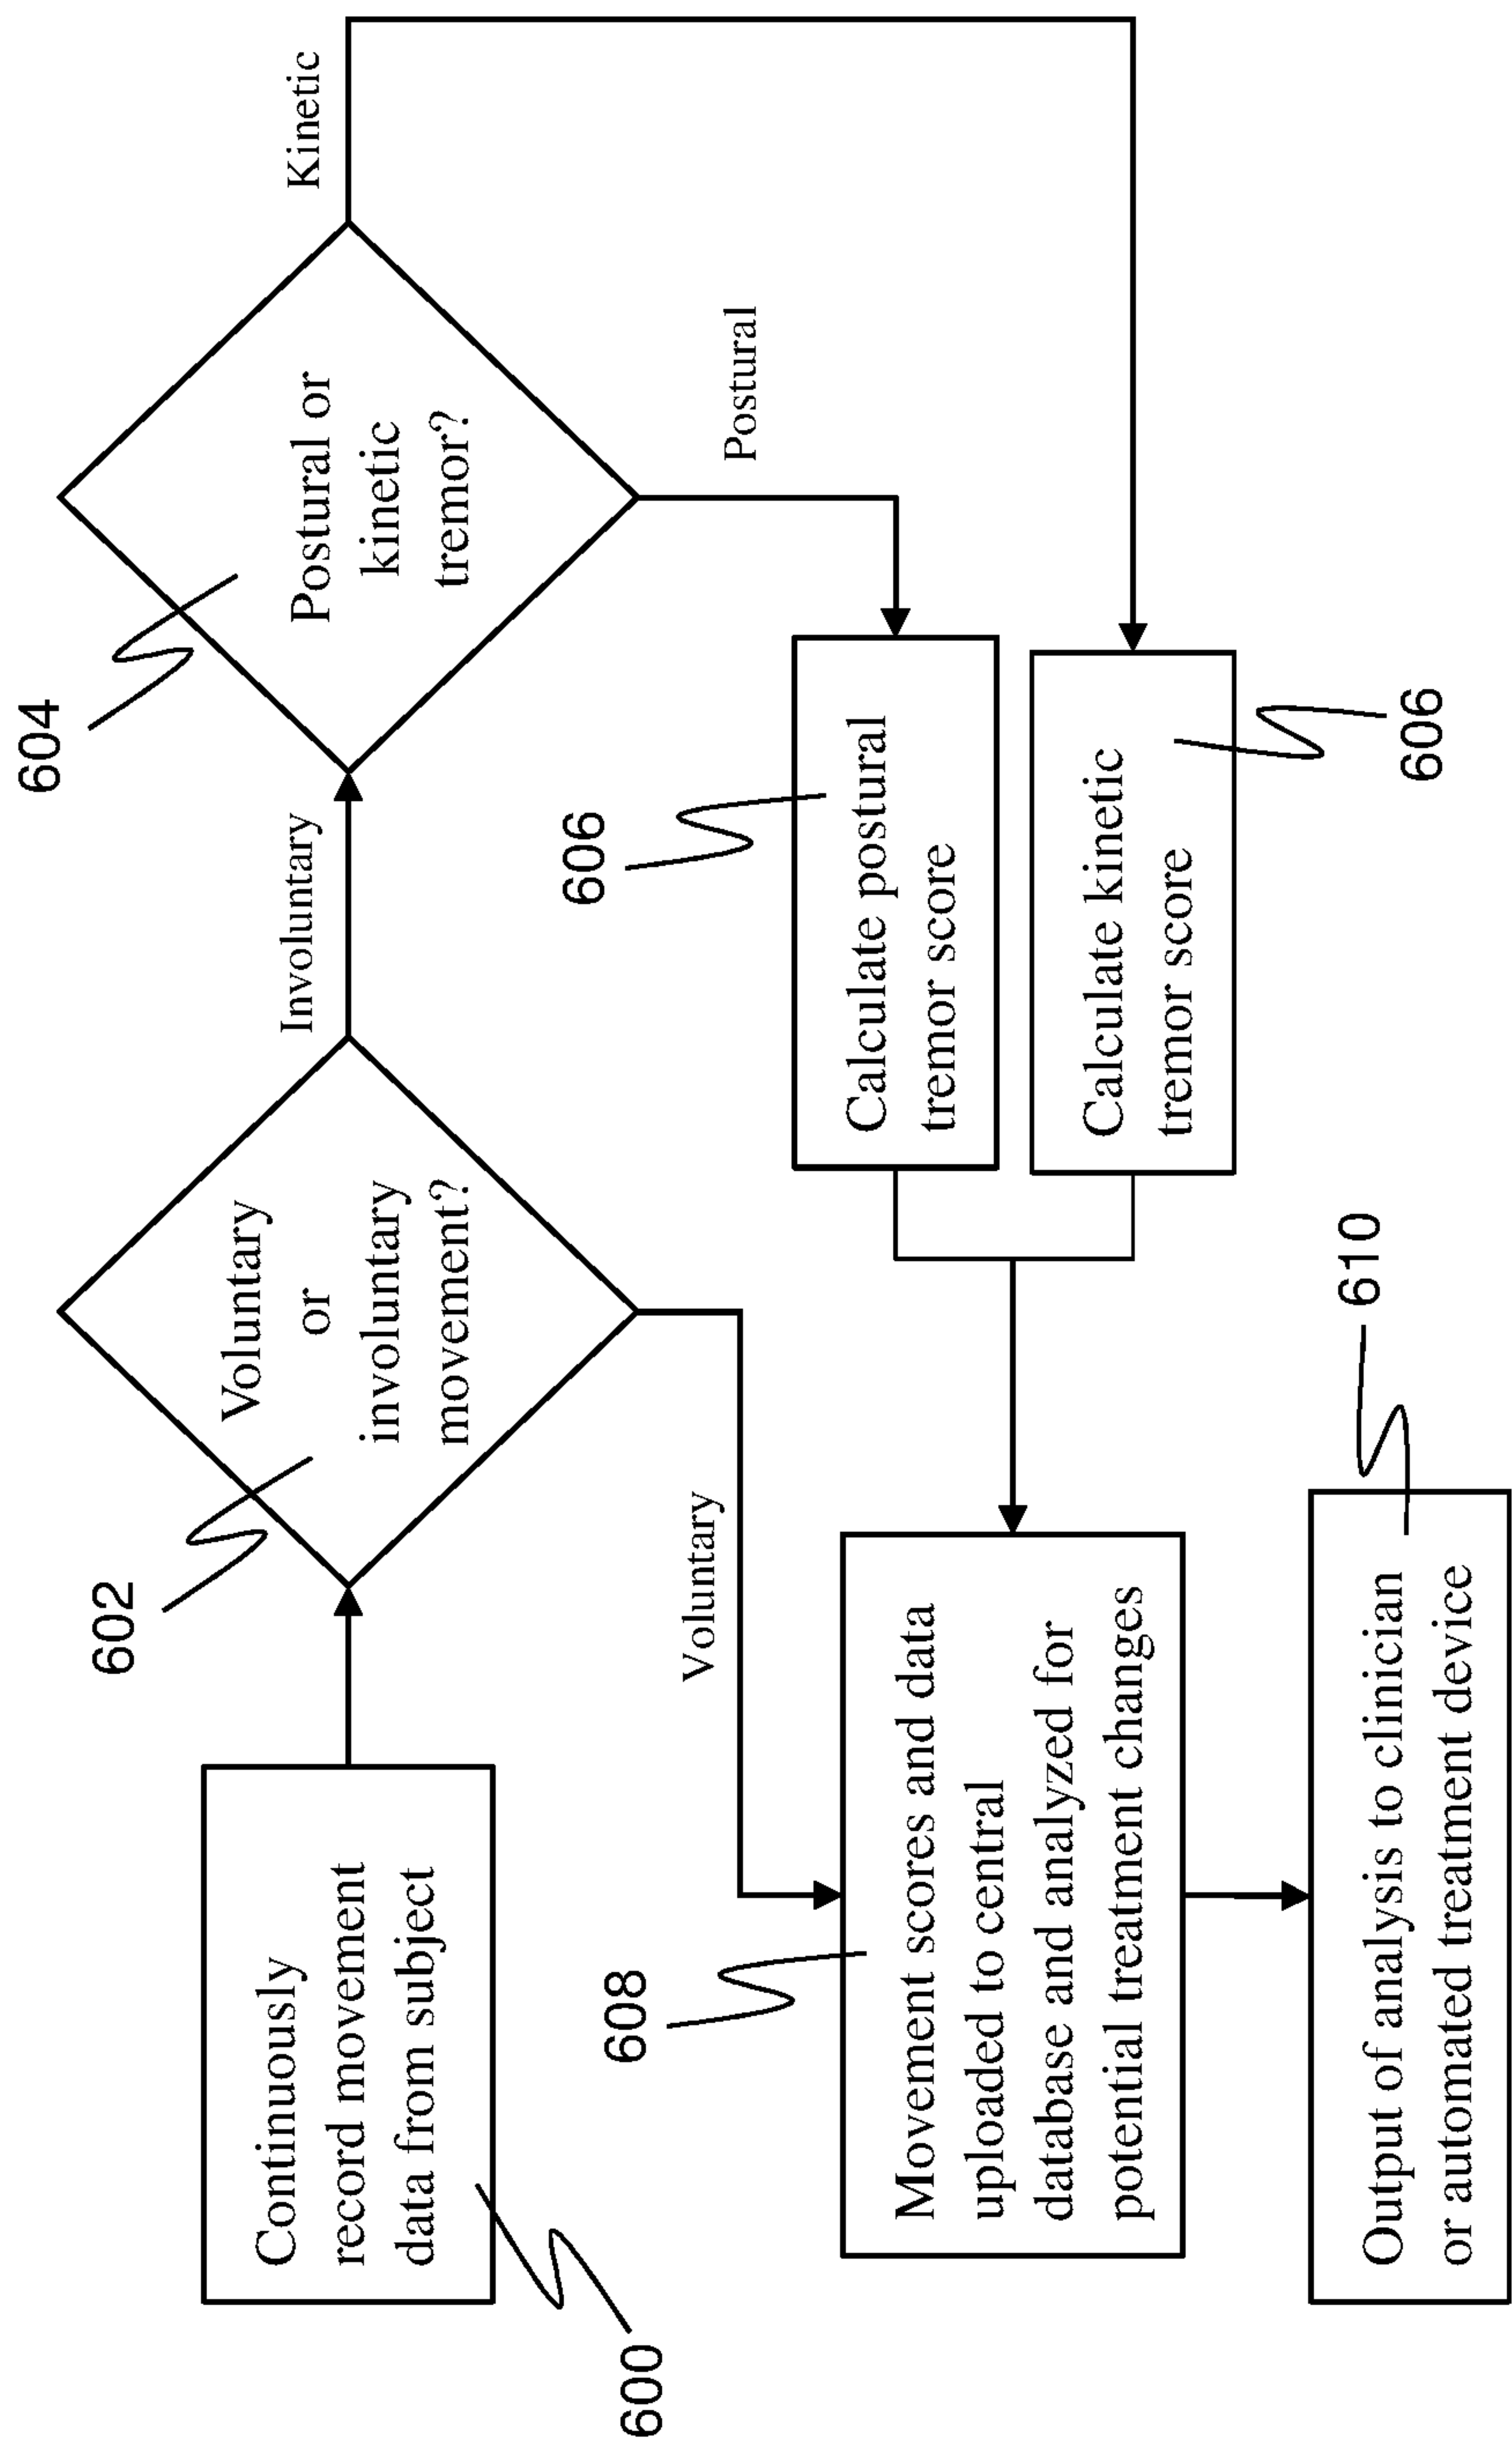 Continuously
record movement
data from subject
600
602
Voluntary
or
involuntary
movement?
Involuntary
604
Postural or
kinetic
tremor?
Kinetic
Postural
Voluntary
606
Calculate postural
tremor score
Calculate kinetic
tremor score
606
608
Movement scores and data
uploaded to central
database and analyzed for
potential treatment changes
610
Output of analysis to clinician
or automated treatment device